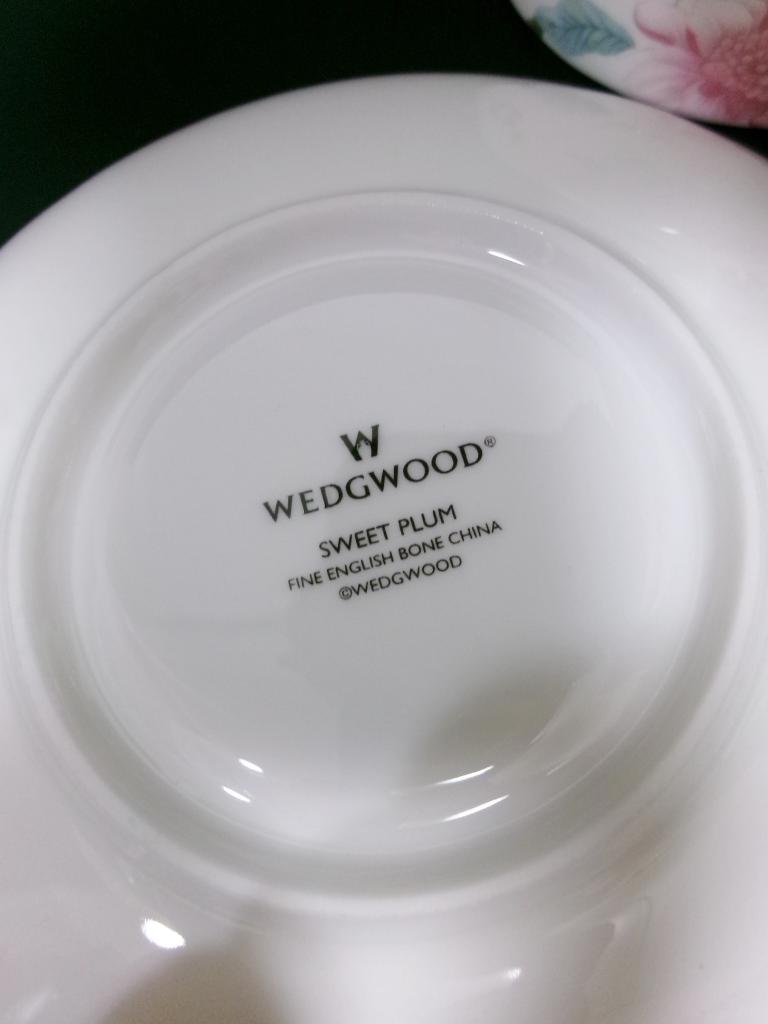 W
WEDGWOOD®
SWEET PLUM
FINE ENGLISH BONE CHINA
©WEDGWOOD